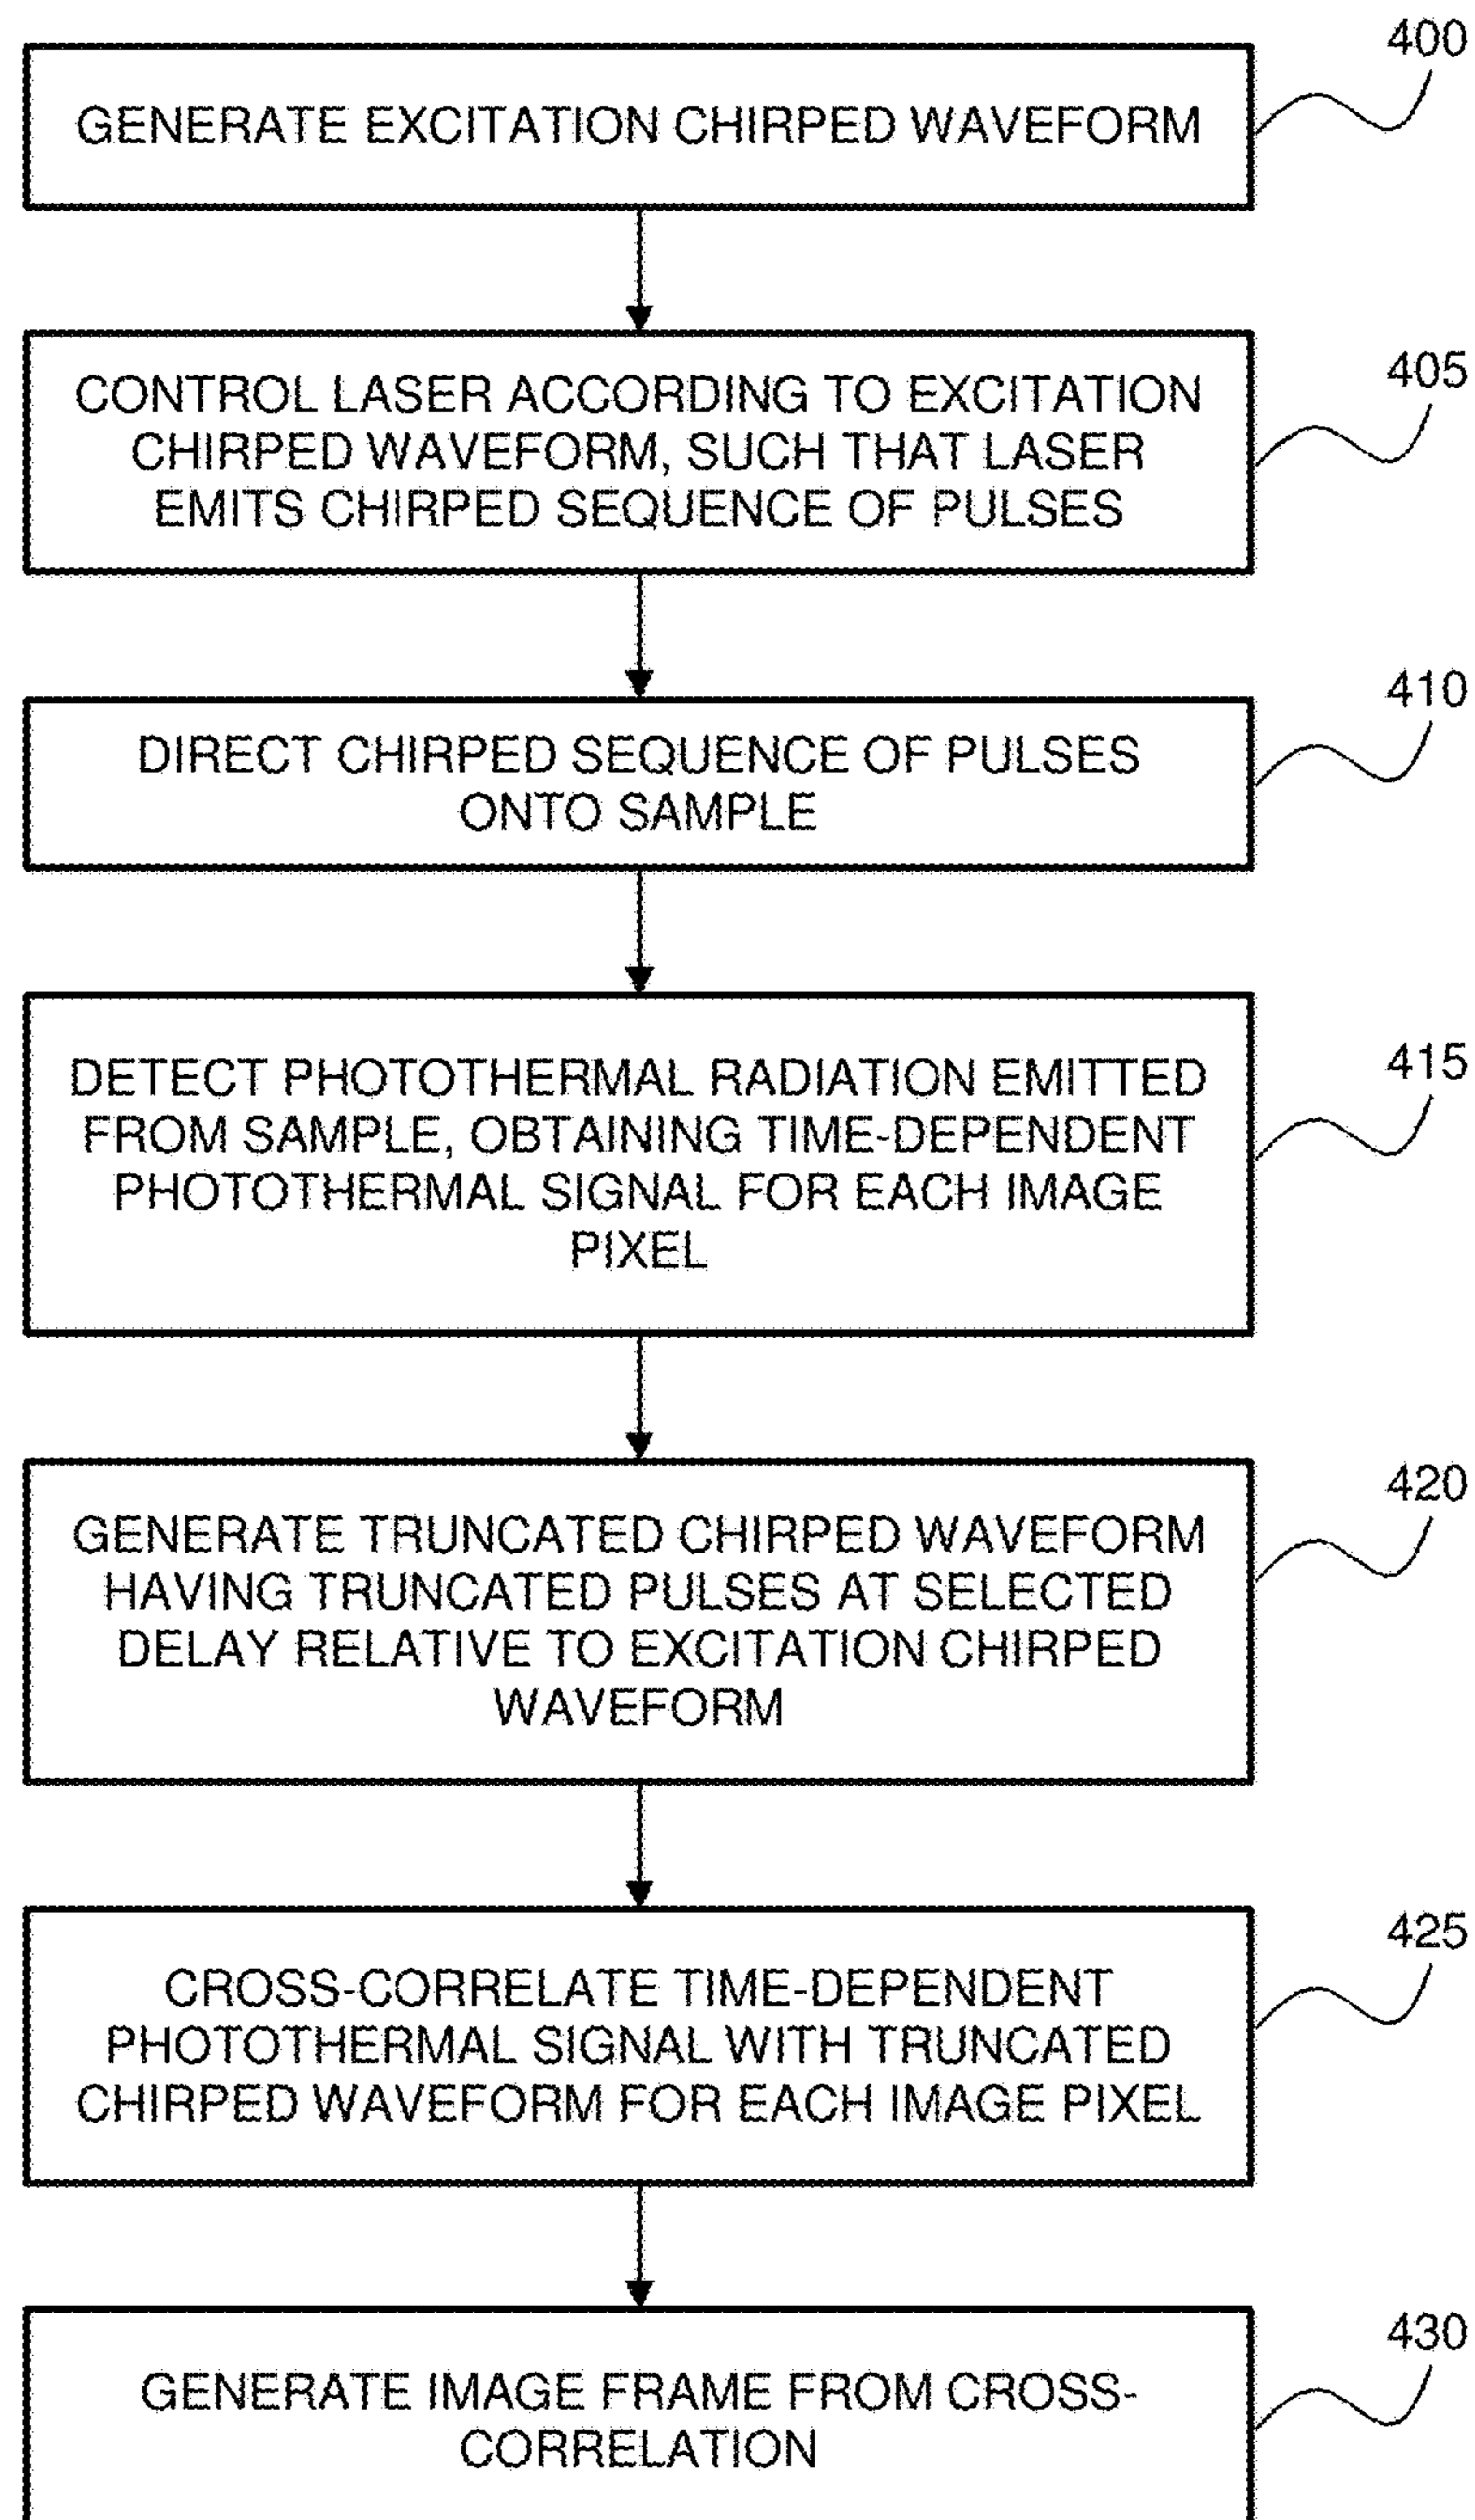 400
GENERATE EXCITATION CHIRPED WAVEFORM
405
CONTROL LASER ACCORDING TO EXCITATION
CHIRPED WAVEFORM, SUCH THAT LASER
EMITS CHIRPED SEQUENCE OF PULSES
410
DIRECT CHIRPED SEQUENCE OF PULSES
ONTO SAMPLE
415
DETECT PHOTOTHERMAL RADIATION EMITTED
FROM SAMPLE, OBTAINING TIME-DEPENDENT
PHOTOTHERMAL SIGNAL FOR EACH IMAGE
PIXEL
420
GENERATE TRUNCATED CHIRPED WAVEFORM
HAVING TRUNCATED PULSES AT SELECTED
DELAY RELATIVE TO EXCITATION CHIRPED
WAVEFORM
425
CROSS-CORRELATE TIME-DEPENDENT
PHOTOTHERMAL SIGNAL WITH TRUNCATED
CHIRPED WAVEFORM FOR EACH IMAGE PIXEL
430
GENERATE IMAGE FRAME FROM CROSS-
CORRELATION